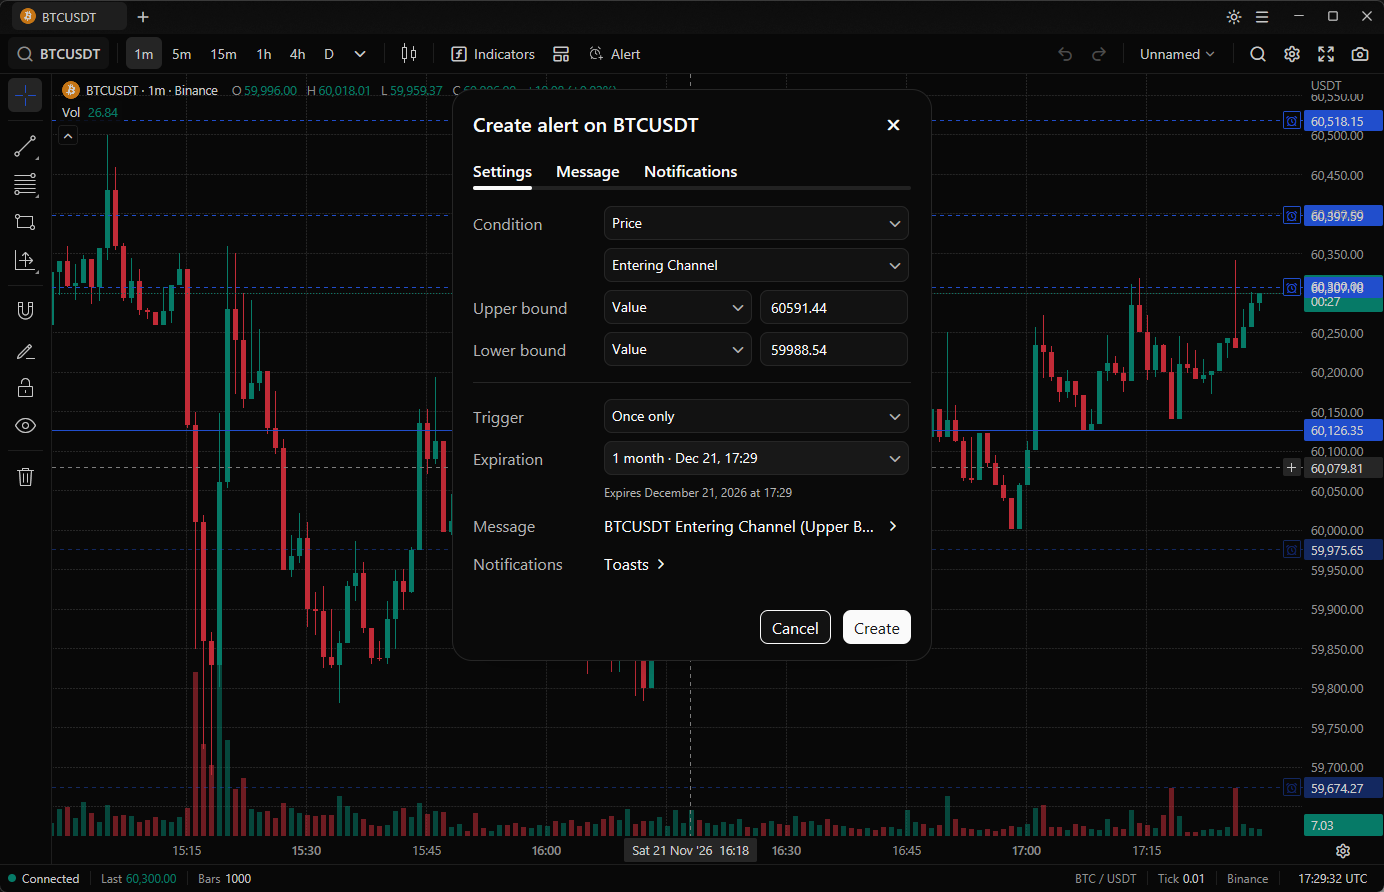 BTCUSDT
BTCUSDT 1m 5m 15m 1h 4h D Indicators Alert Unnamed
BTCUSDT · 1m · Binance O 59,996.00 H 60,018.01 L 59,959.37 C
Vol 26.84
USDT
60,550.00
60,518.15
60,500.00
60,450.00
60,397.59
60,350.00
00:27
60,250.00
60,200.00
60,150.00
60,126.35
60,100.00
60,079.81
60,050.00
60,000.00
59,975.65
59,950.00
59,900.00
59,850.00
59,800.00
59,750.00
59,700.00
59,674.27
7.03
Create alert on BTCUSDT
Settings Message Notifications
Condition Price
Entering Channel
Upper bound Value 60591.44
Lower bound Value 59988.54
Trigger Once only
Expiration 1 month · Dec 21, 17:29
Expires December 21, 2026 at 17:29
Message BTCUSDT Entering Channel (Upper B...
Notifications Toasts
Cancel Create
15:15 15:30 15:45 16:00 Sat 21 Nov '26 16:18 16:30 16:45 17:00 17:15
Connected Last 60,300.00 Bars 1000 BTC / USDT Tick 0.01 Binance 17:29:32 UTC